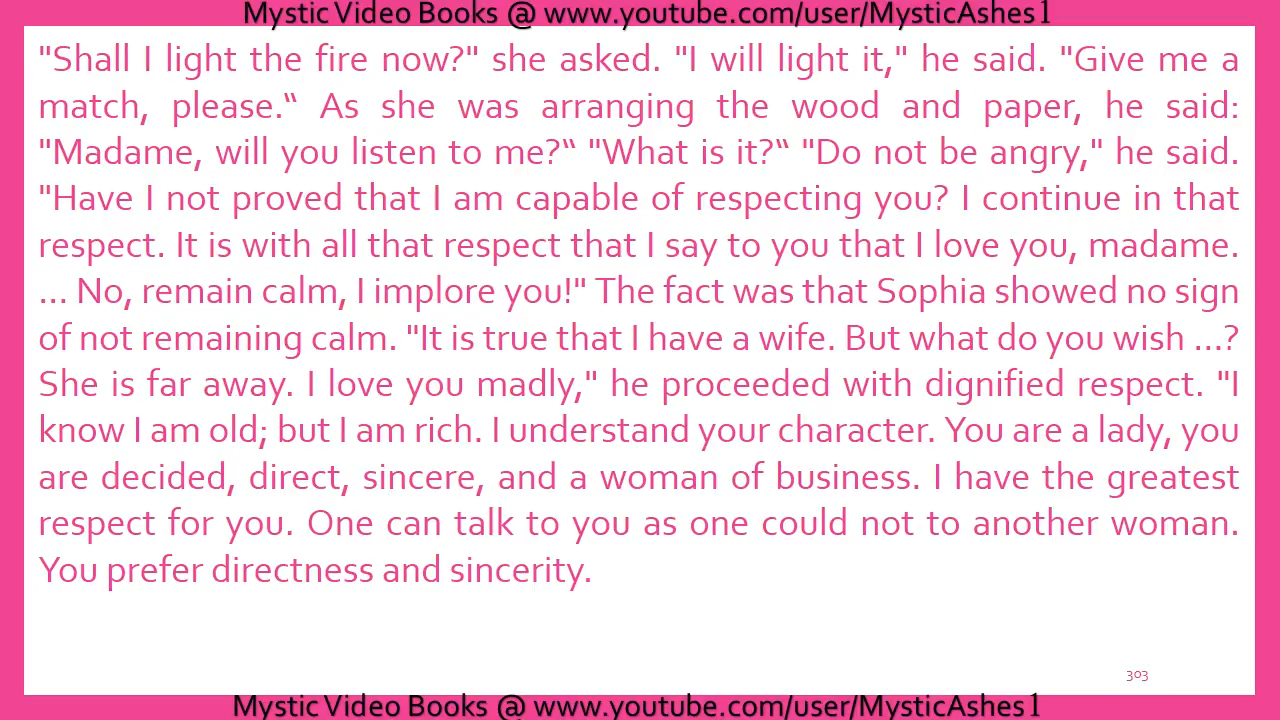 Mystic Video Books @ www.youtube.com/user/MysticAshes1
"Shall I light the fire now?" she asked. "I will light it," he said. "Give me a
match, please.“ As she was arranging the wood and paper, he said:
"Madame, will you listen to me?“ "What is it?“ "Do not be angry," he said.
"Have I not proved that I am capable of respecting you? I continue in that
respect. It is with all that respect that I say to you that I love you, madame.
... No, remain calm, I implore you!" The fact was that Sophia showed no sign
of not remaining calm. "It is true that I have a wife. But what do you wish ...?
She is far away. I love you madly," he proceeded with dignified respect. "I
know I am old; but I am rich. I understand your character. You are a lady, you
are decided, direct, sincere, and a woman of business. I have the greatest
respect for you. One can talk to you as one could not to another woman.
You prefer directness and sincerity.
303
Mystic Video Books @ www.youtube.com/user/MysticAshes1